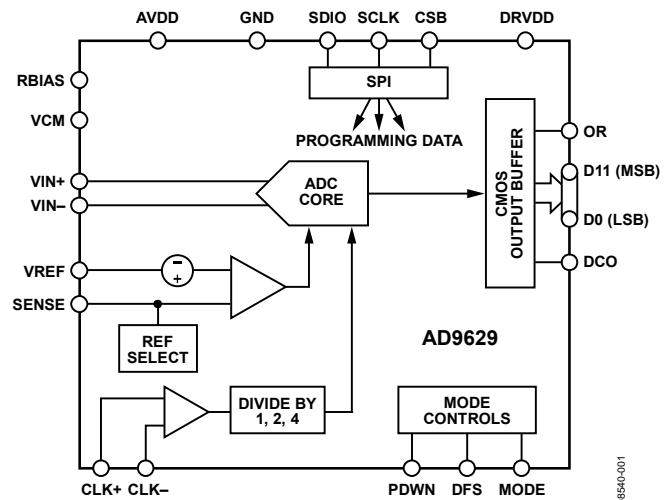 AVDD GND SDIO SCLK CSB DRVDD
RBIAS
SPI
VCM
PROGRAMMING DATA
OR
VIN+
ADC
CORE
CMOS
OUTPUT BUFFER
D11 (MSB)
VIN–
D0 (LSB)
VREF
– +
DCO
SENSE
REF
SELECT
AD9629
DIVIDE BY
1, 2, 4
MODE
CONTROLS
CLK+ CLK– PDWN DFS MODE
08540-001